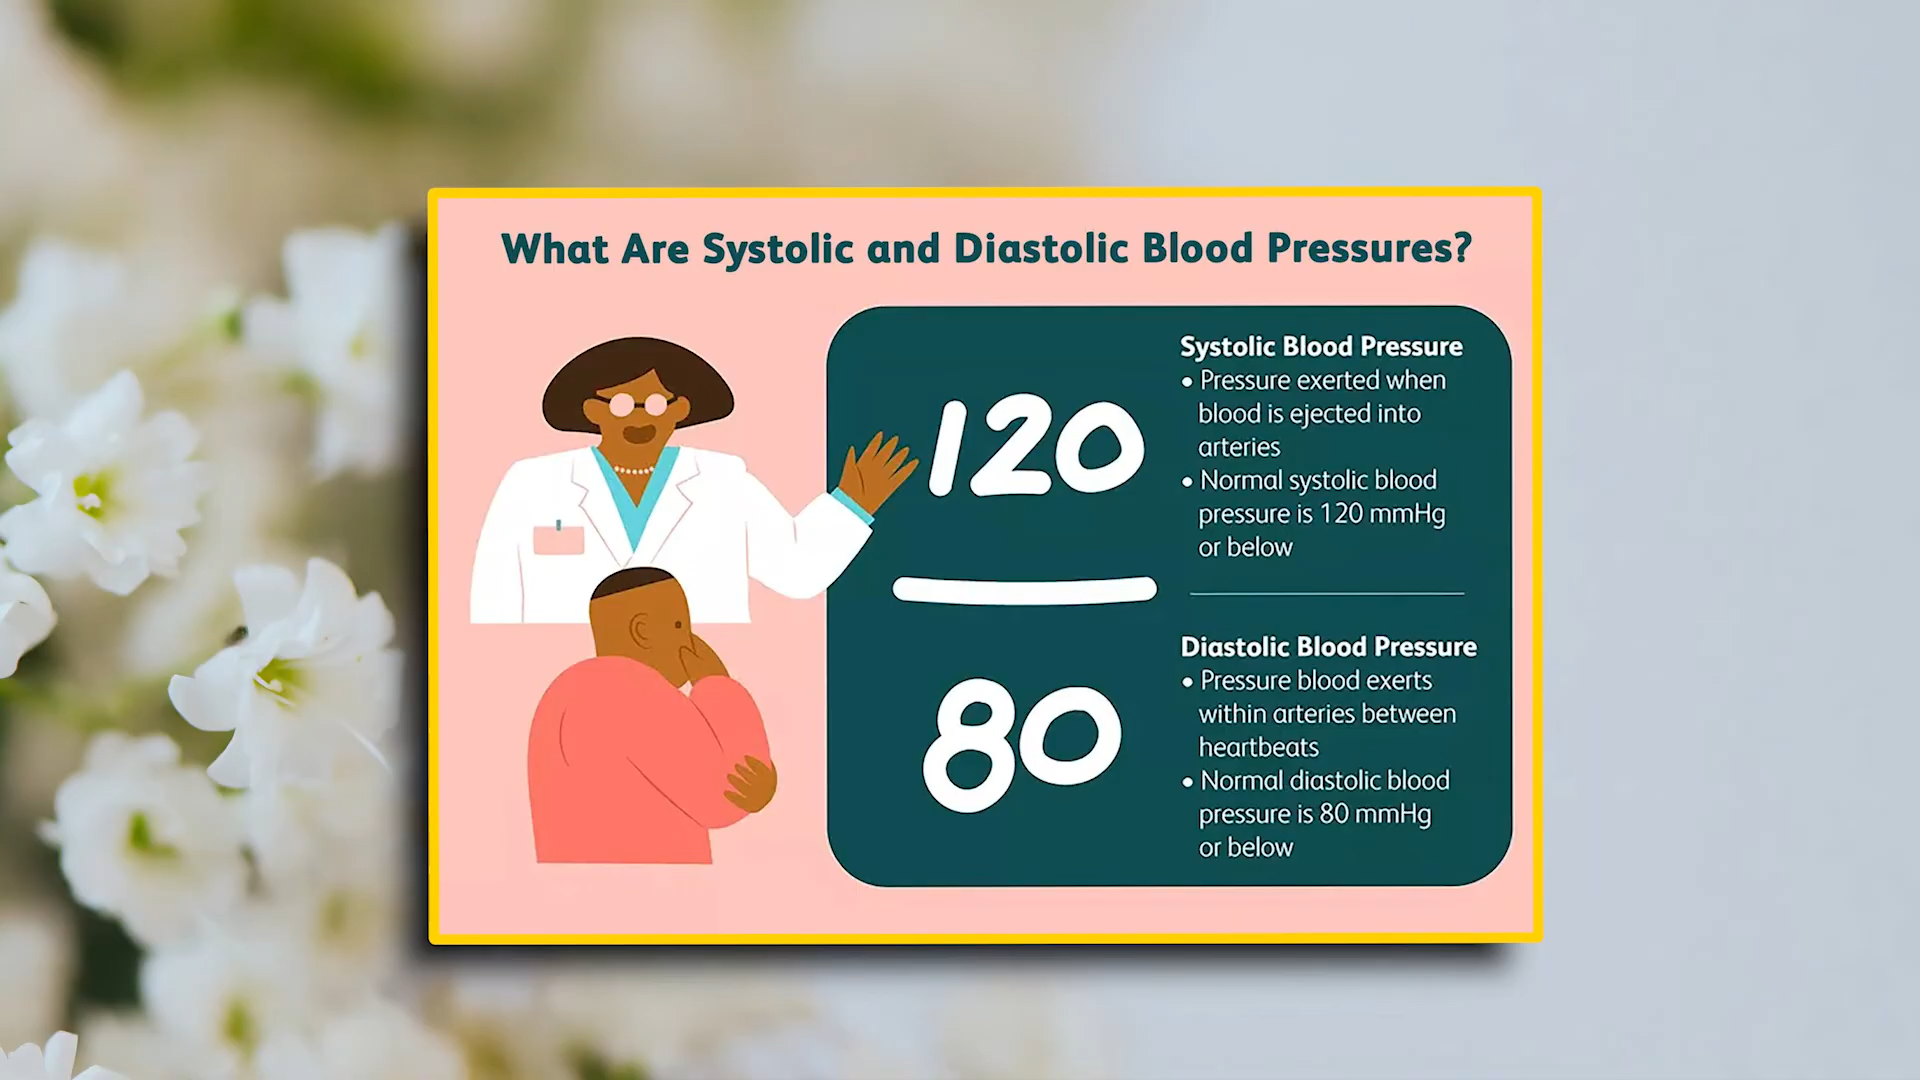 What Are Systolic and Diastolic Blood Pressures?
120
80
Systolic Blood Pressure
• Pressure exerted when
blood is ejected into
arteries
• Normal systolic blood
pressure is 120 mmHg
or below
Diastolic Blood Pressure
• Pressure blood exerts
within arteries between
heartbeats
• Normal diastolic blood
pressure is 80 mmHg
or below